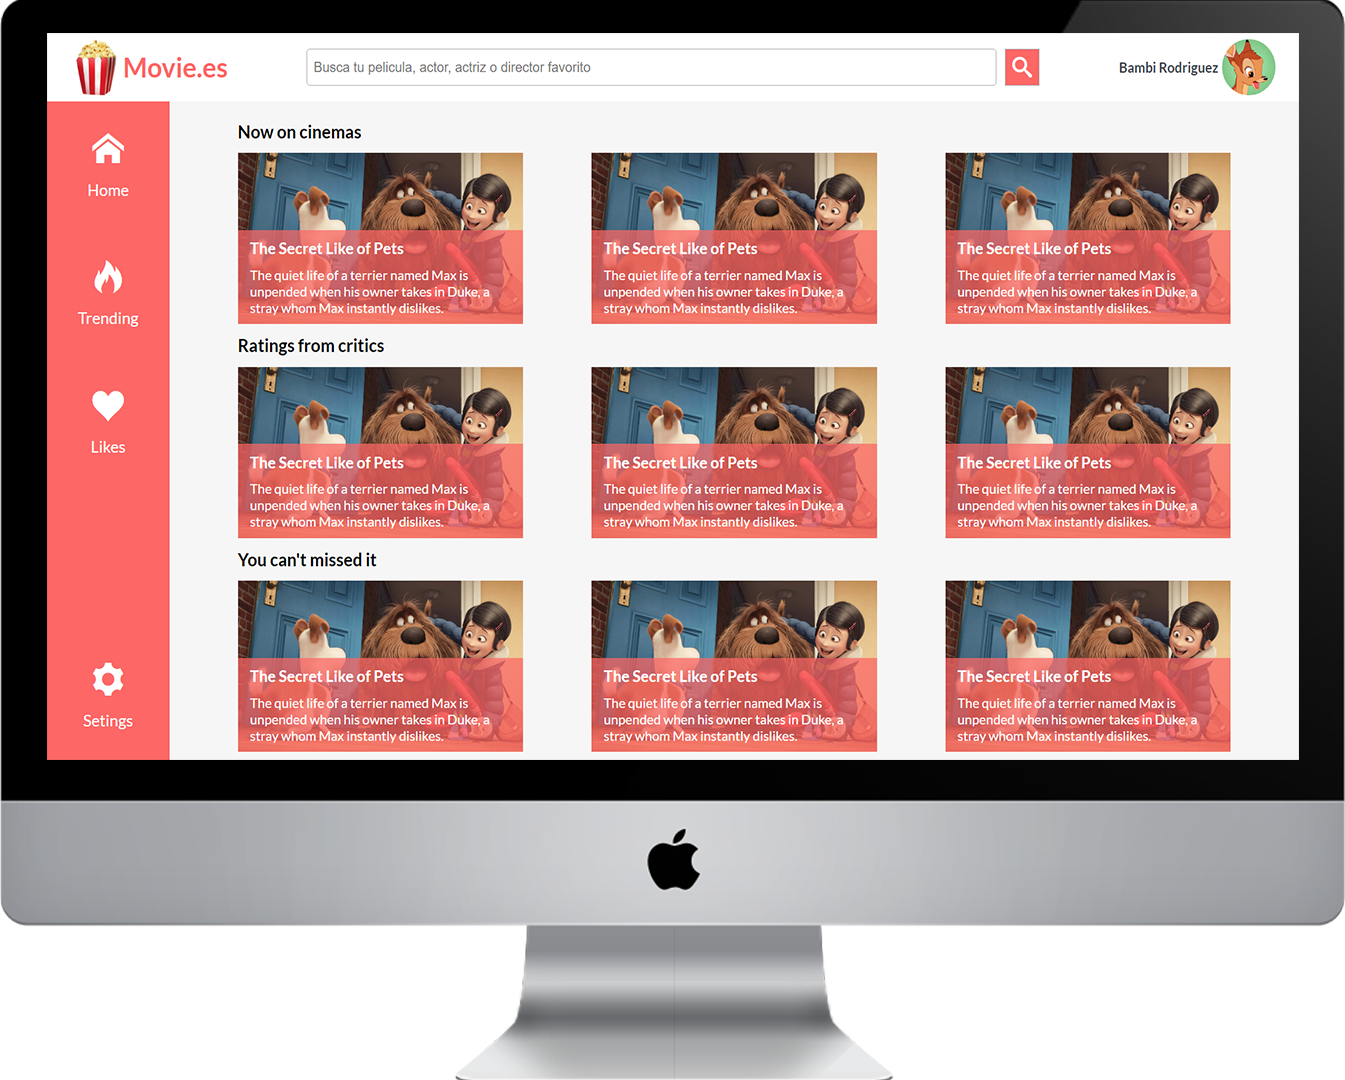 Movie.es
Busca tu pelicula, actor, actriz o director favorito
Bambi Rodriguez
Home
Trending
Likes
Setings
Now on cinemas
The Secret Like of Pets
The quiet life of a terrier named Max is
unpended when his owner takes in Duke, a
stray whom Max instantly dislikes.
The Secret Like of Pets
The quiet life of a terrier named Max is
unpended when his owner takes in Duke, a
stray whom Max instantly dislikes.
The Secret Like of Pets
The quiet life of a terrier named Max is
unpended when his owner takes in Duke, a
stray whom Max instantly dislikes.
Ratings from critics
The Secret Like of Pets
The quiet life of a terrier named Max is
unpended when his owner takes in Duke, a
stray whom Max instantly dislikes.
The Secret Like of Pets
The quiet life of a terrier named Max is
unpended when his owner takes in Duke, a
stray whom Max instantly dislikes.
The Secret Like of Pets
The quiet life of a terrier named Max is
unpended when his owner takes in Duke, a
stray whom Max instantly dislikes.
You can't missed it
The Secret Like of Pets
The quiet life of a terrier named Max is
unpended when his owner takes in Duke, a
stray whom Max instantly dislikes.
The Secret Like of Pets
The quiet life of a terrier named Max is
unpended when his owner takes in Duke, a
stray whom Max instantly dislikes.
The Secret Like of Pets
The quiet life of a terrier named Max is
unpended when his owner takes in Duke, a
stray whom Max instantly dislikes.